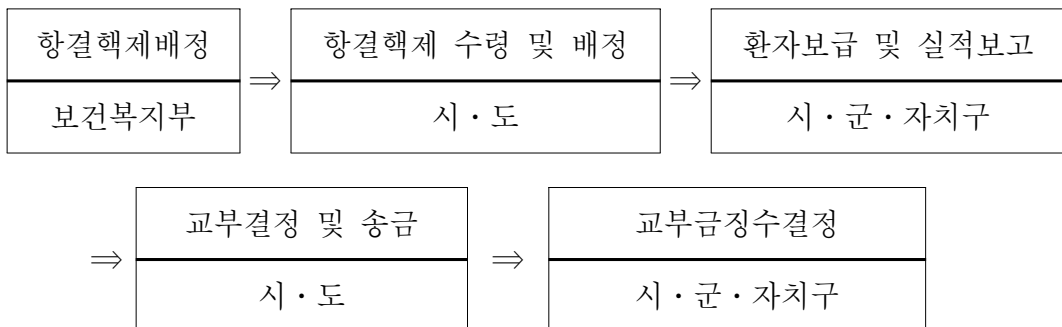 항결핵제배정 ⇒ 항결핵제 수령 및 배정 ⇒ 환자보급 및 실적보고
보건복지부 시·도 시·군·자치구
⇒ 교부결정 및 송금 ⇒ 교부금징수결정
시·도 시·군·자치구